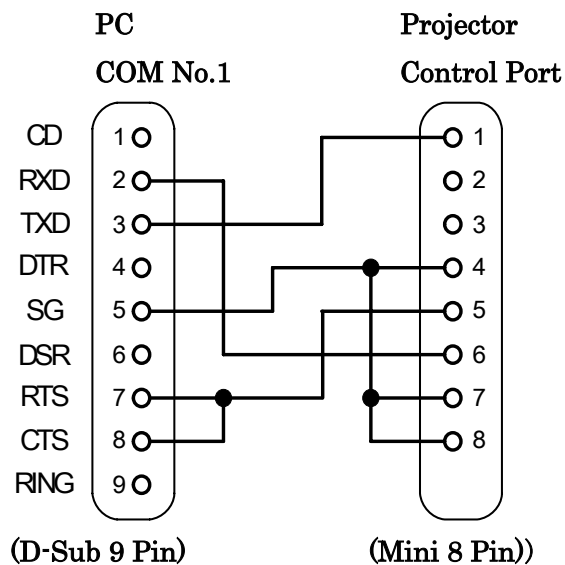 PC Projector
COM No.1 Control Port
CD 1 1
RXD 2 2
TXD 3 3
DTR 4 4
SG 5 5
DSR 6 6
RTS 7 7
CTS 8 8
RING 9
(D-Sub 9 Pin) (Mini 8 Pin))